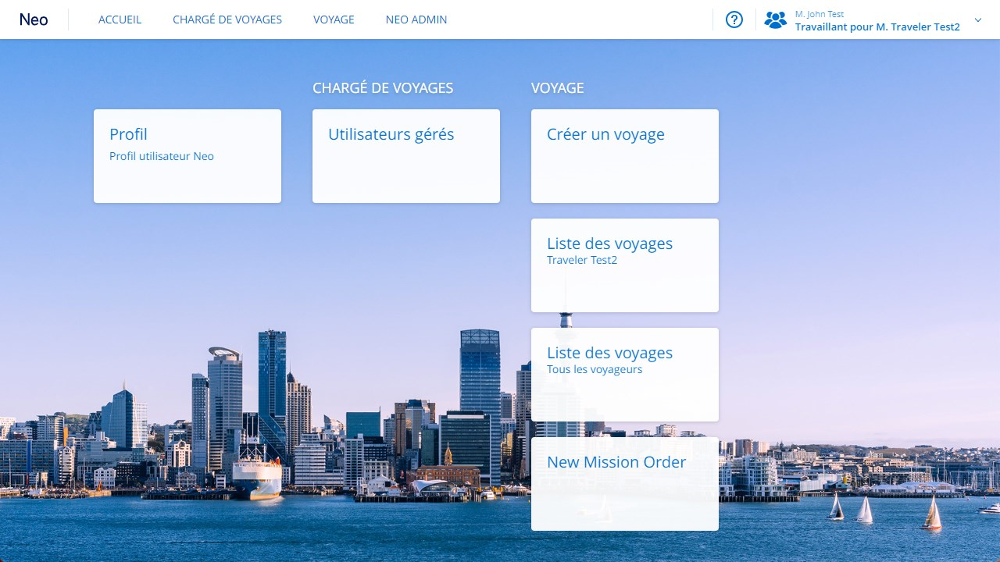 Neo
ACCUEIL
CHARGÉ DE VOYAGES
VOYAGE
NEO ADMIN
M. John Test
Travaillant pour M. Traveler Test2
CHARGÉ DE VOYAGES
VOYAGE
Profil
Profil utilisateur Neo
Utilisateurs gérés
Créer un voyage
Liste des voyages
Traveler Test2
Liste des voyages
Tous les voyageurs
New Mission Order